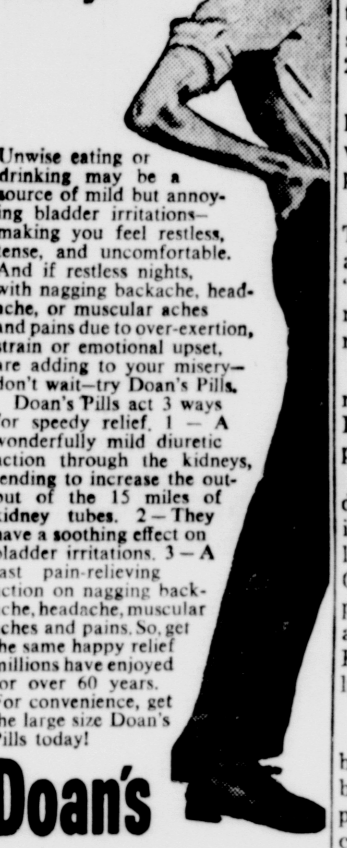 Unwise eating or
drinking may be a
source of mild but annoy-
ing bladder irritations—
making you feel restless,
tense, and uncomfortable.
And if restless nights,
with nagging backache, head-
ache, or muscular aches
and pains due to over-exertion,
strain or emotional upset,
are adding to your misery—
don't wait—try Doan's Pills.
Doan's Pills act 3 ways
for speedy relief. 1 — A
wonderfully mild diuretic
action through the kidneys,
tending to increase the out-
put of the 15 miles of
kidney tubes. 2 — They
have a soothing effect on
bladder irritations. 3 — A
fast pain-relieving
action on nagging back-
ache, headache, muscular
aches and pains. So, get
the same happy relief
millions have enjoyed
for over 60 years.
For convenience, get
the large size Doan's
Pills today!
Doan's